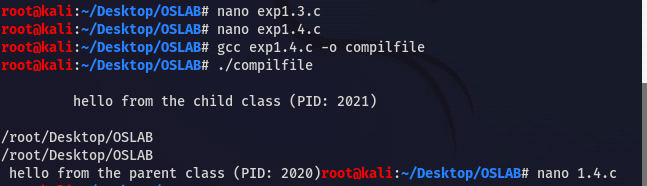 root@kali:~/Desktop/OSLAB# nano exp1.3.c
root@kali:~/Desktop/OSLAB# nano exp1.4.c
root@kali:~/Desktop/OSLAB# gcc exp1.4.c -o compilfile
root@kali:~/Desktop/OSLAB# ./compilfile
hello from the child class (PID: 2021)
/root/Desktop/OSLAB
/root/Desktop/OSLAB
hello from the parent class (PID: 2020)root@kali:~/Desktop/OSLAB# nano 1.4.c